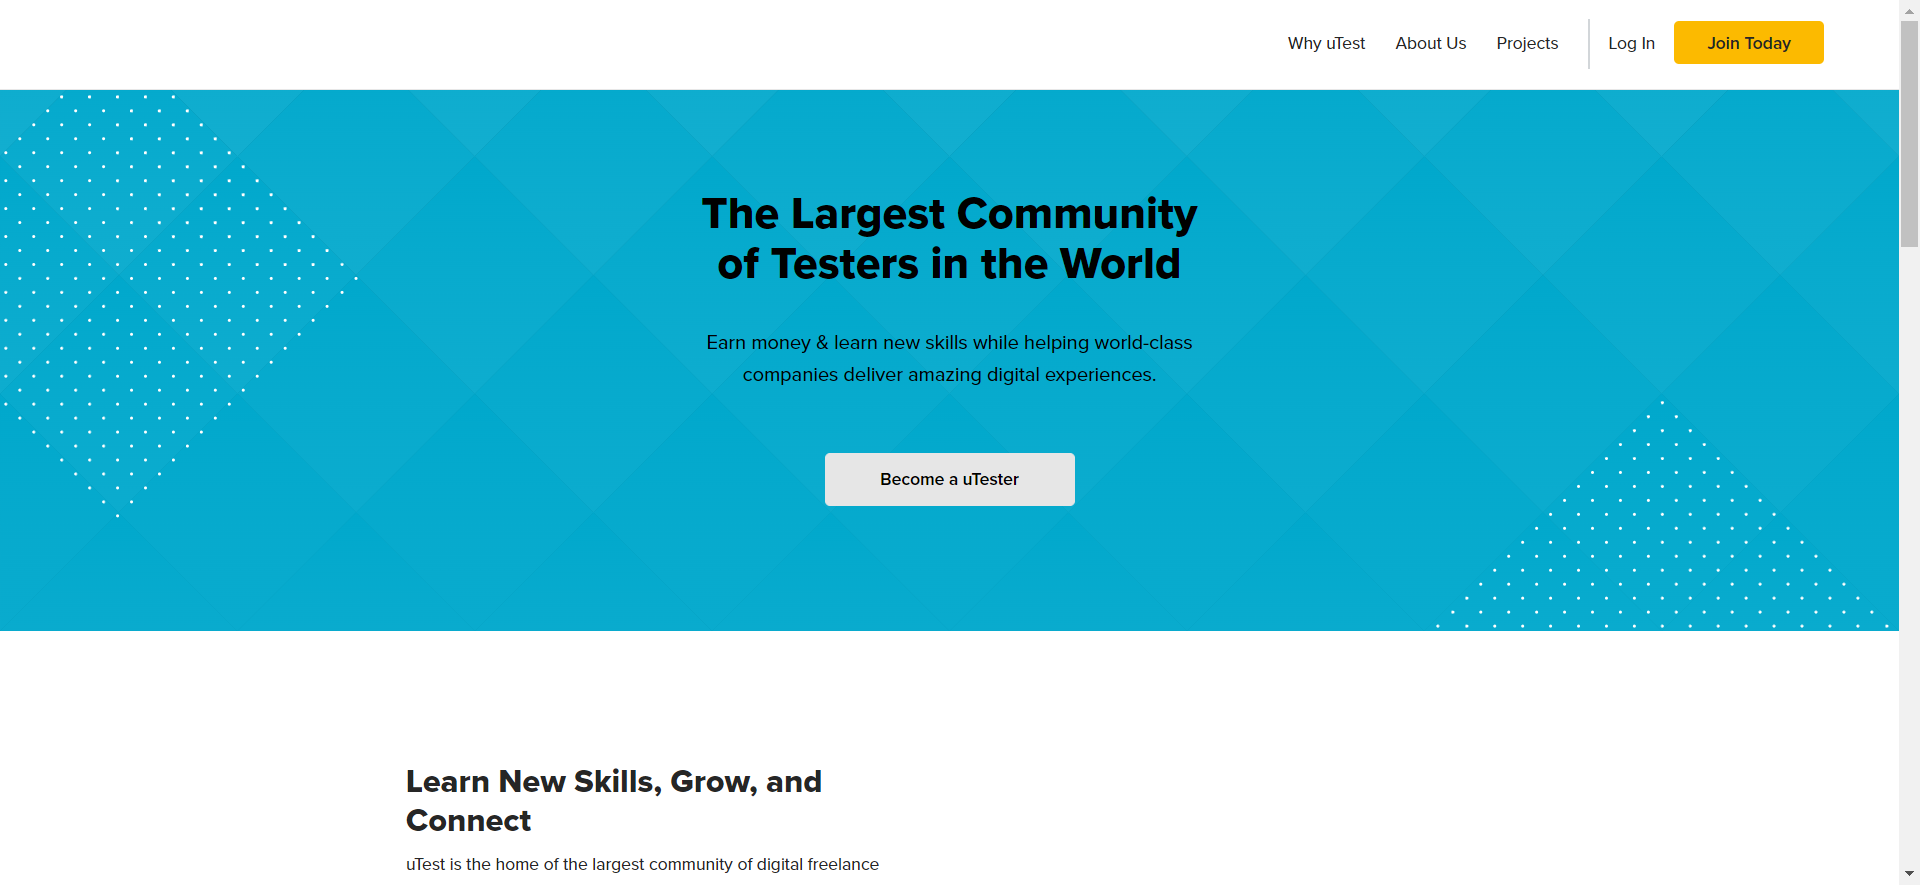 Why uTest About Us Projects Log In Join Today
The Largest Community
of Testers in the World
Earn money & learn new skills while helping world-class
companies deliver amazing digital experiences.
Become a uTester
Learn New Skills, Grow, and
Connect
uTest is the home of the largest community of digital freelance